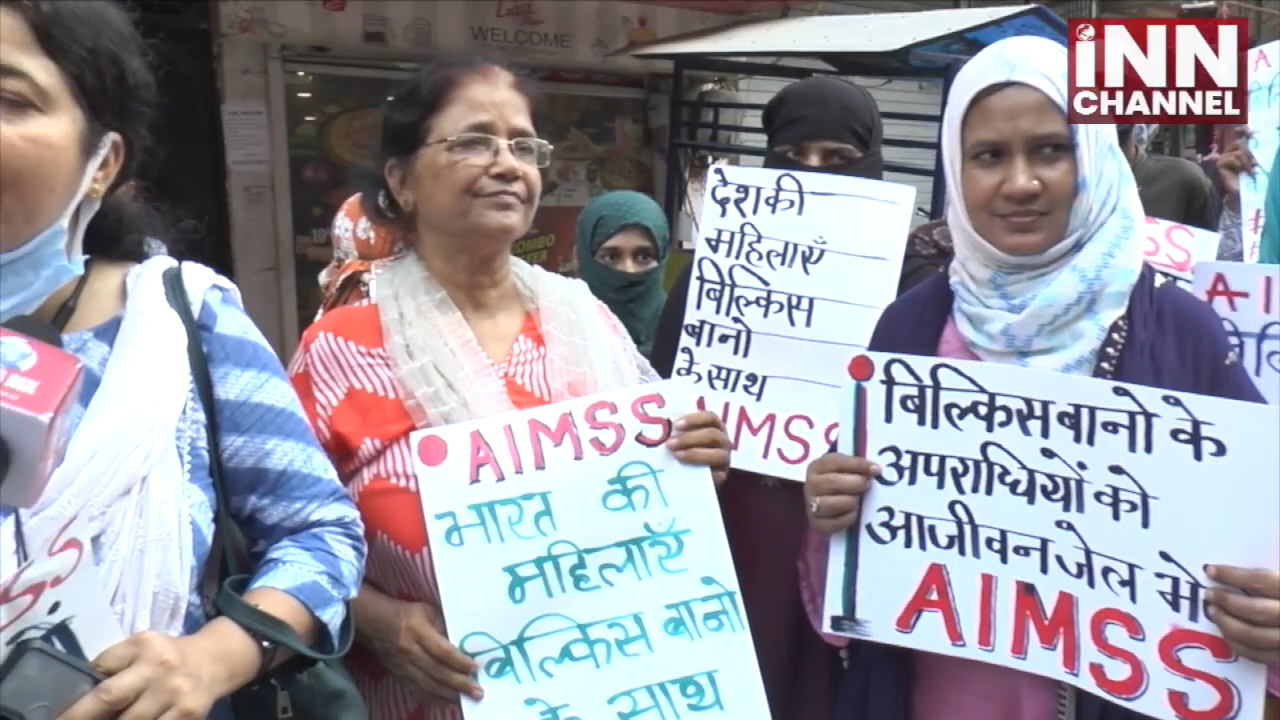 WELCOME
iNN
CHANNEL
देश की
महिलाएँ
बिल्किस
बानो
के साथ
AIMSS
AIMSS
भारत की
महिलाएँ
बिल्किस बानो
के साथ
बिल्किस बानो के
अपराध्धियों को
आजीवन जेल मे
AIMSS